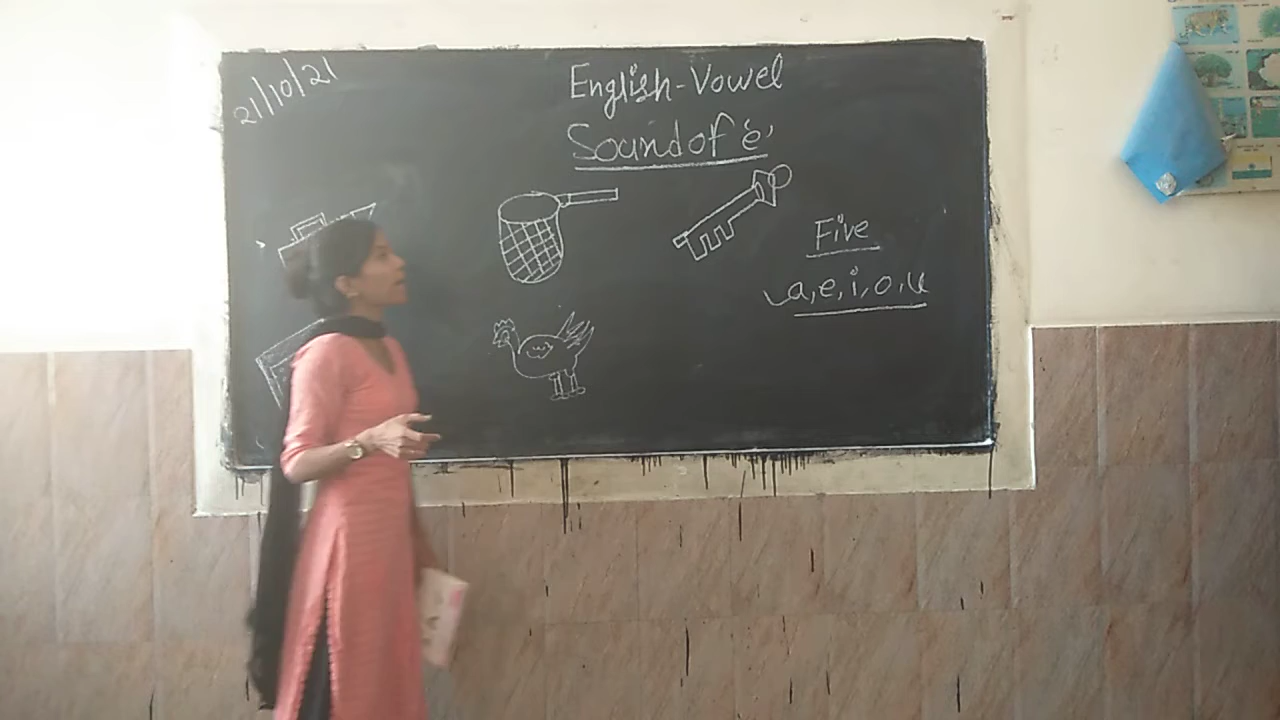 21/10/21
English-Vowel
Sound of 'e'
Five
a, e, i, o, u